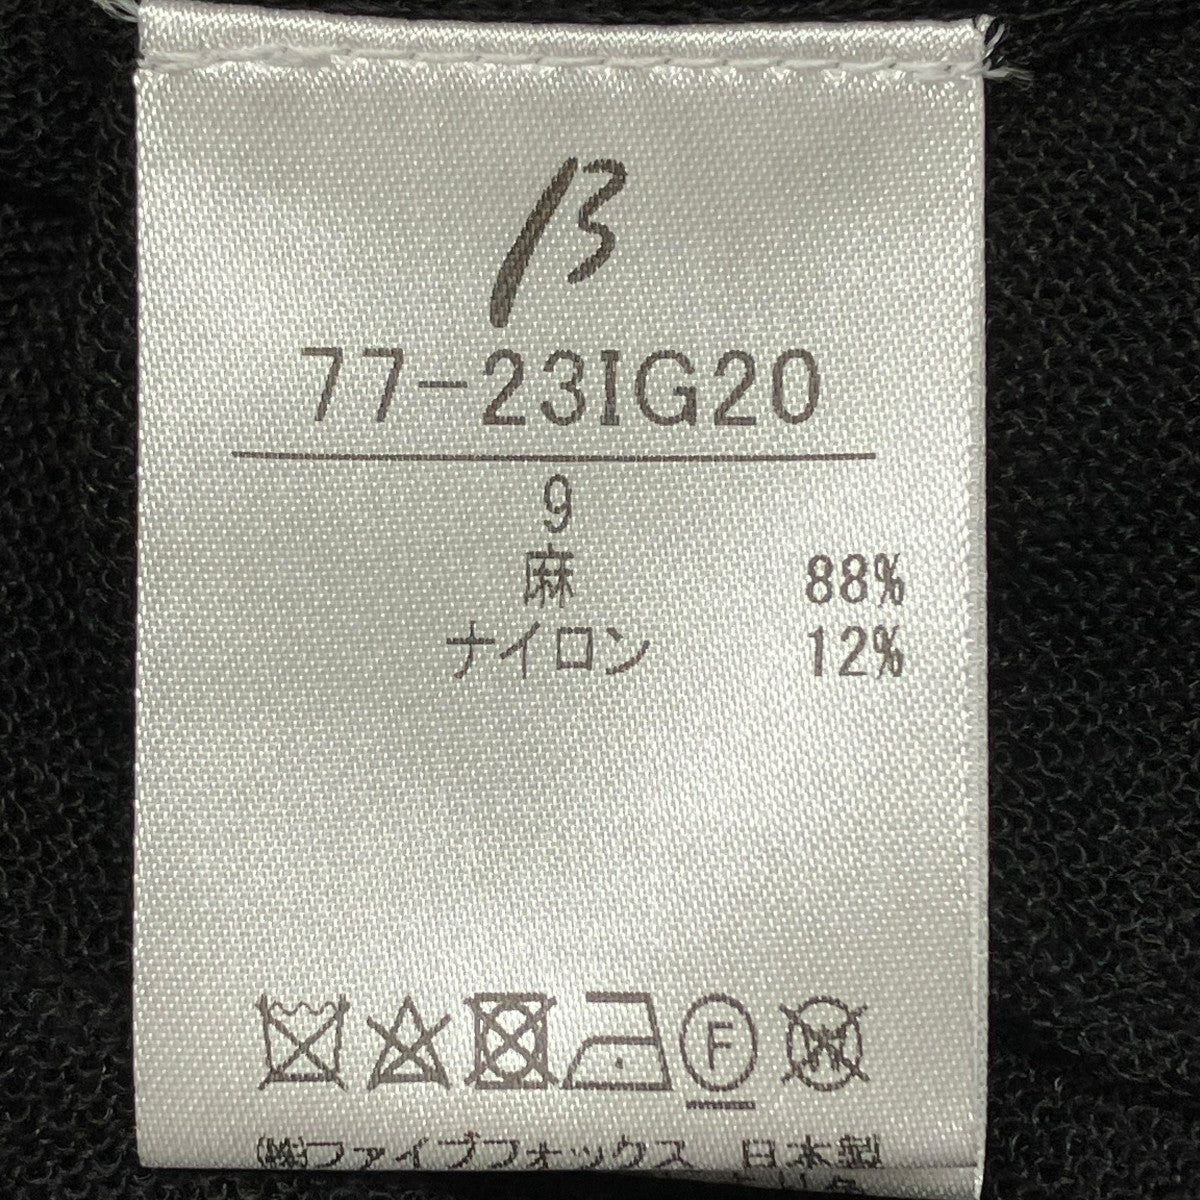 β
77-23IG20
9
麻 88%
ナイロン 12%
F
W
(株)ファイブフォックス 日本製